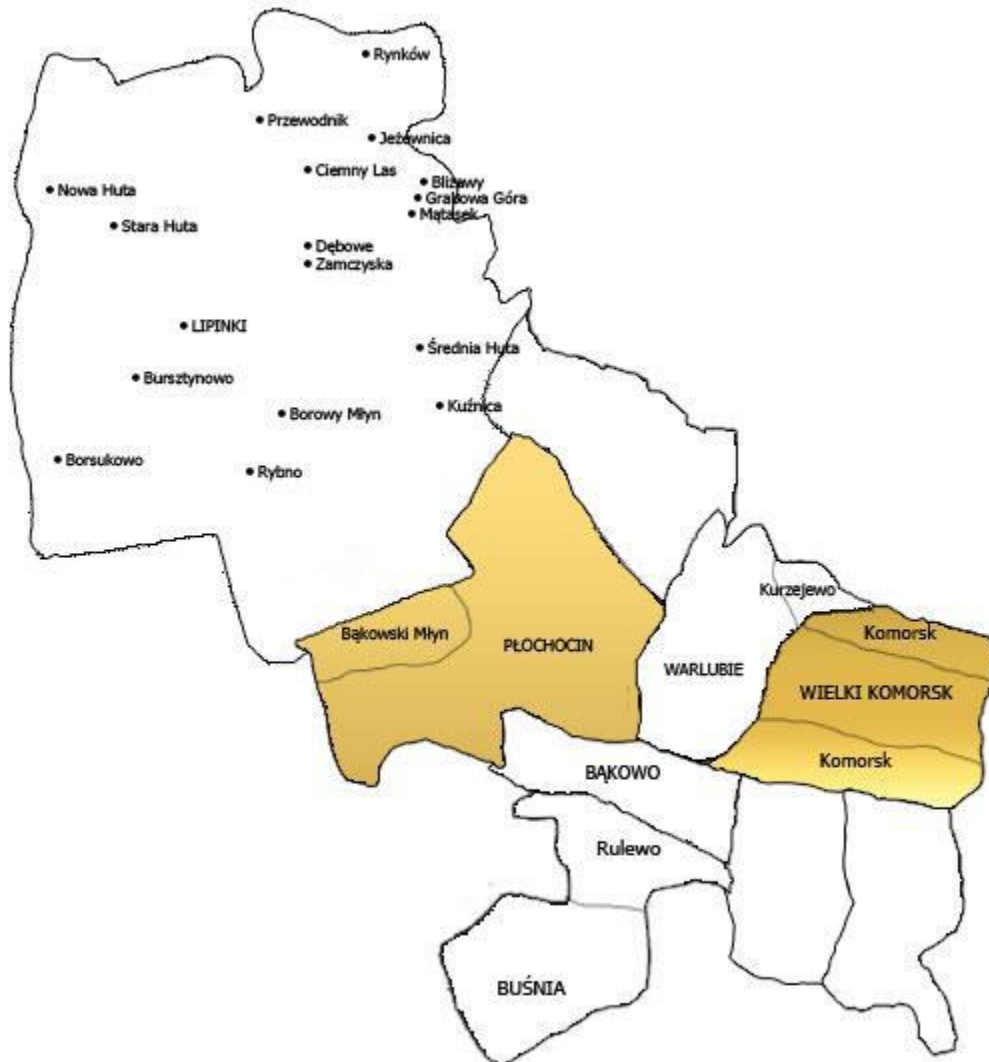 Rynków
Przewodnik
Jeżewnica
Ciemny Las
Blizawy
Nowa Huta
Grabowa Góra
Mątasek
Stara Huta
Dębowe
Zamczyska
LIPINKI
Średnia Huta
Bursztynowo
Kuźnica
Borowy Młyn
Borsukowo
Rybno
Kurzejewo
Bąkowski Młyn
Komorsk
PŁOCHOCIN
WARLUBIE
WIELKI KOMORSK
Komorsk
BĄKOWO
Rulewo
BUŚNIA